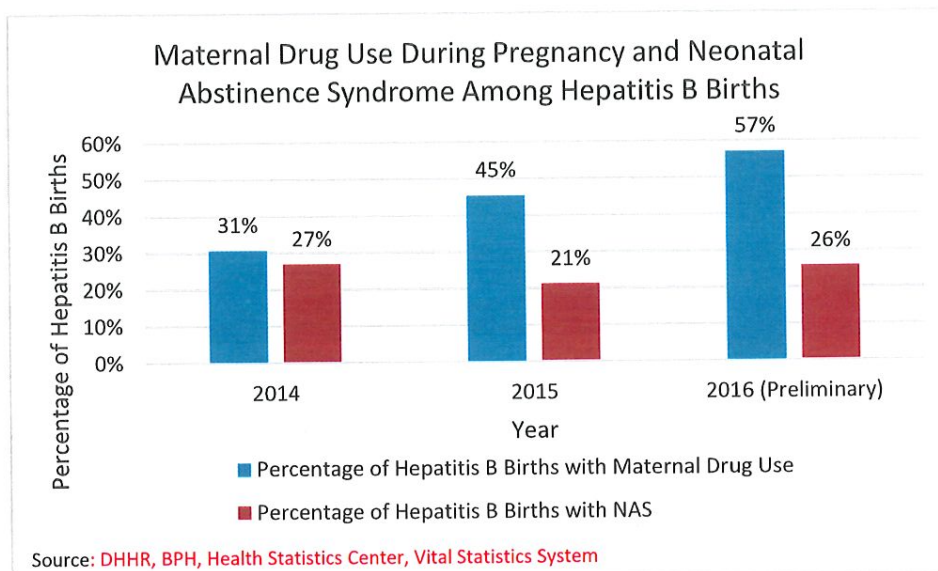 Maternal Drug Use During Pregnancy and Neonatal
Abstinence Syndrome Among Hepatitis B Births
Percentage of Hepatitis B Births
60%
50%
40%
30%
20%
10%
0%
31%
27%
45%
21%
57%
26%
2014
2015
2016 (Preliminary)
Year
Percentage of Hepatitis B Births with Maternal Drug Use
Percentage of Hepatitis B Births with NAS
Source: DHHR, BPH, Health Statistics Center, Vital Statistics System